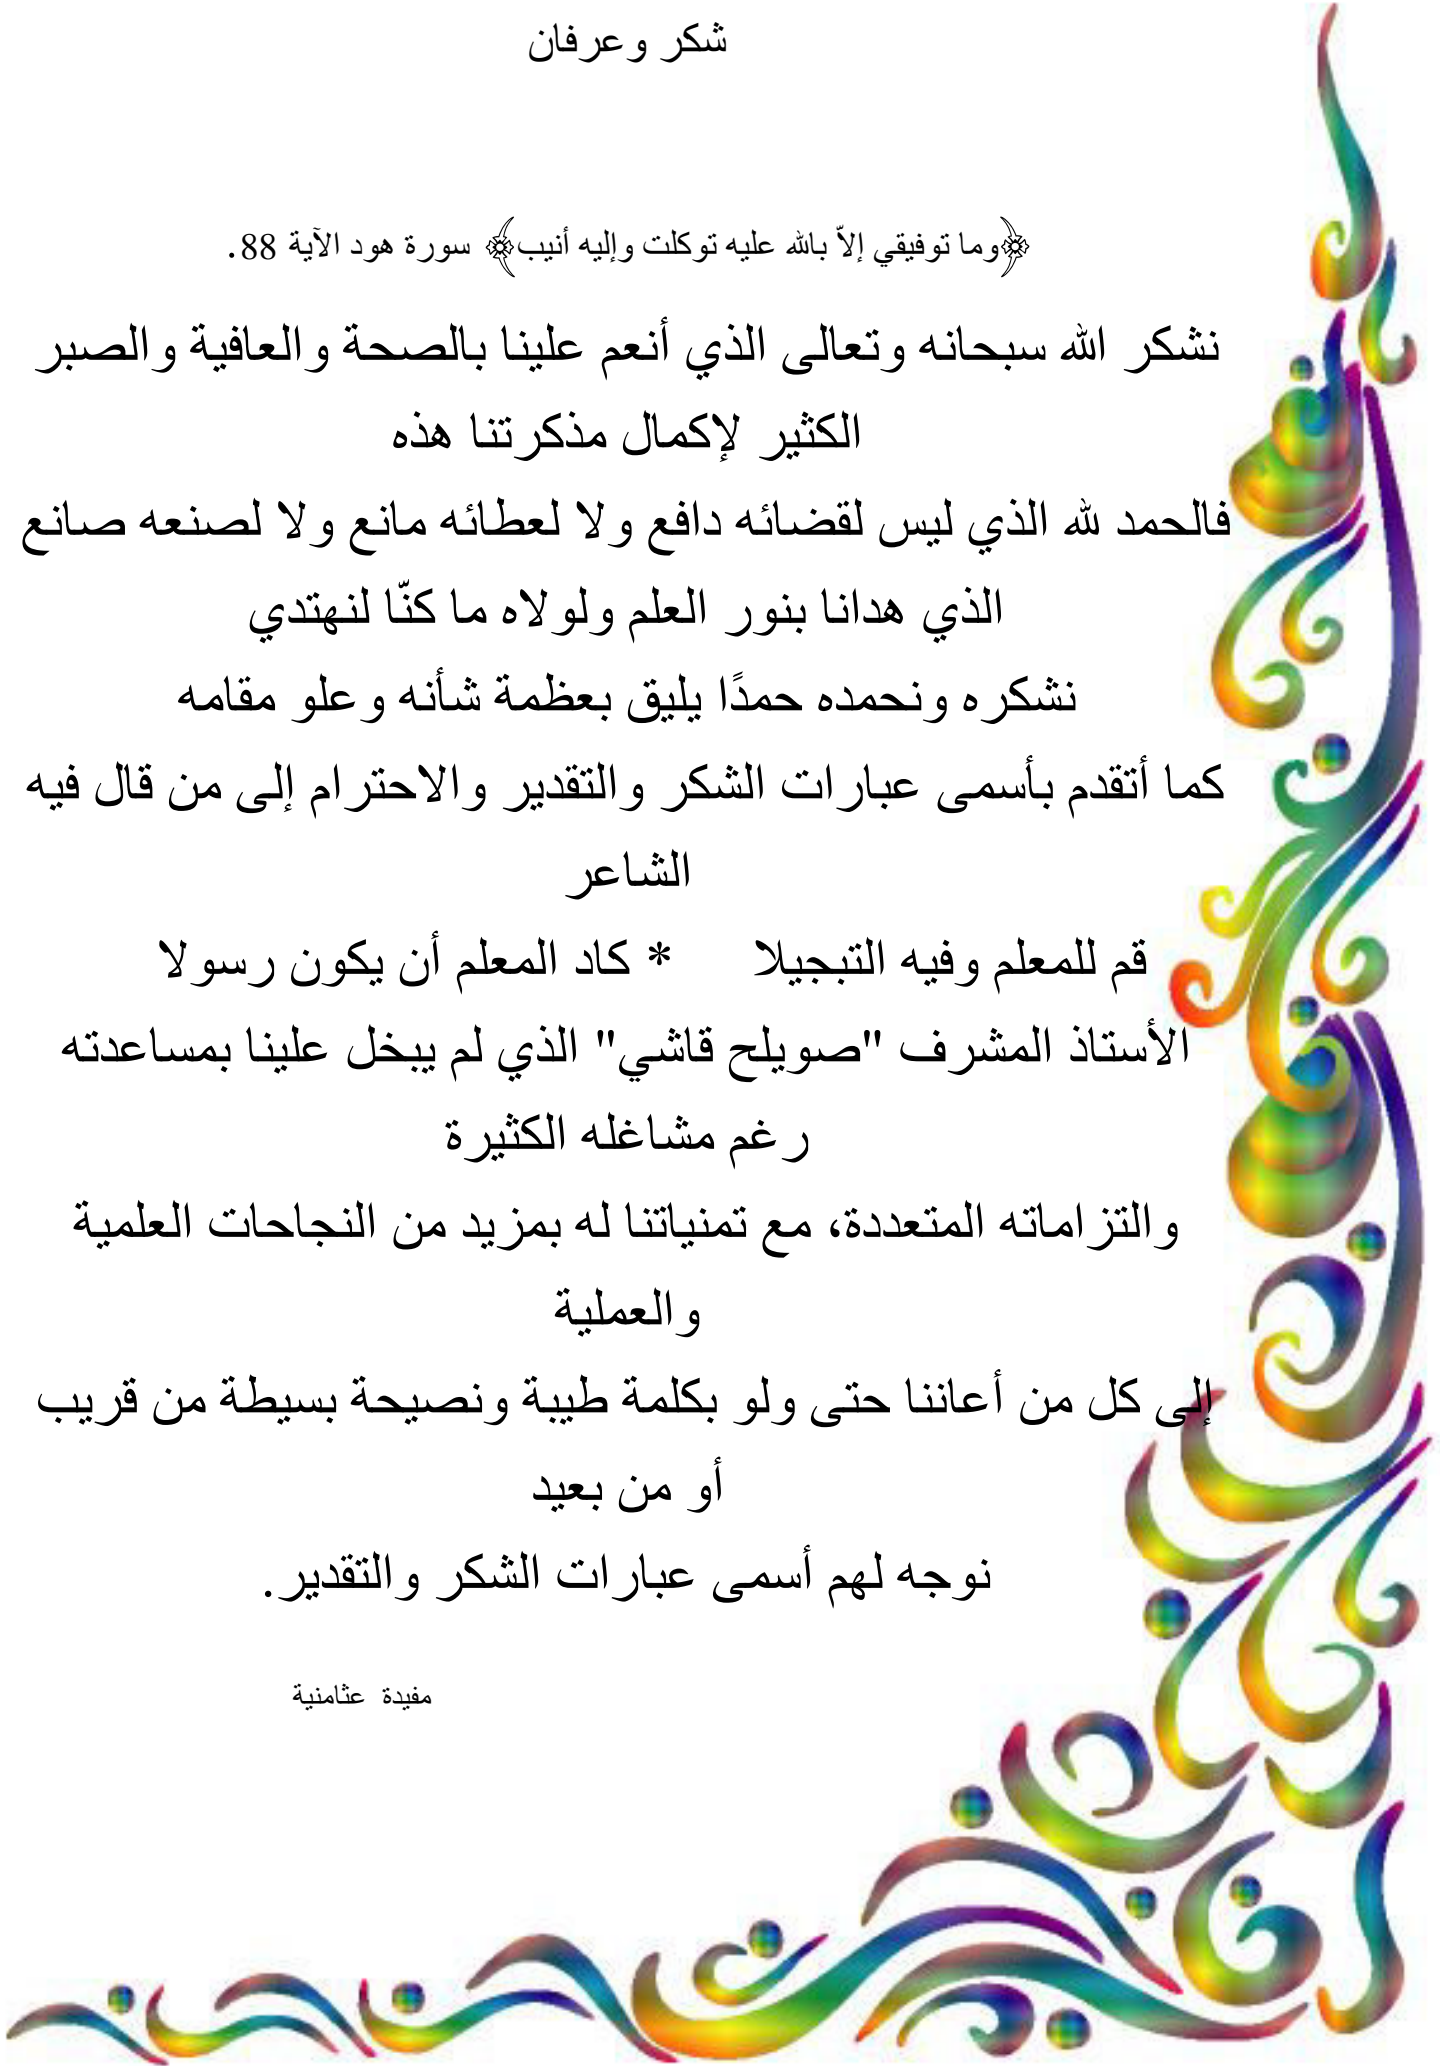 شكر وعرفان
﴿وما توفيقي إلاّ بالله عليه توكلت وإليه أنيب﴾ سورة هود الآية 88.
نشكر الله سبحانه وتعالى الذي أنعم علينا بالصحة والعافية والصبر
الكثير لإكمال مذكرتنا هذه
فالحمد لله الذي ليس لقضائه دافع ولا لعطائه مانع ولا لصنعه صانع
الذي هدانا بنور العلم ولولاه ما كنّا لنهتدي
نشكره ونحمده حمدًا يليق بعظمة شأنه وعلو مقامه
كما أتقدم بأسمى عبارات الشكر والتقدير والاحترام إلى من قال فيه
الشاعر
قم للمعلم وفيه التبجيلا * كاد المعلم أن يكون رسولا
الأستاذ المشرف "صويلح قاشي" الذي لم يبخل علينا بمساعدته
رغم مشاغله الكثيرة
والتزاماته المتعددة، مع تمنياتنا له بمزيد من النجاحات العلمية
والعملية
إلى كل من أعاننا حتى ولو بكلمة طيبة ونصيحة بسيطة من قريب
أو من بعيد
نوجه لهم أسمى عبارات الشكر والتقدير.
مفيدة عثامنية